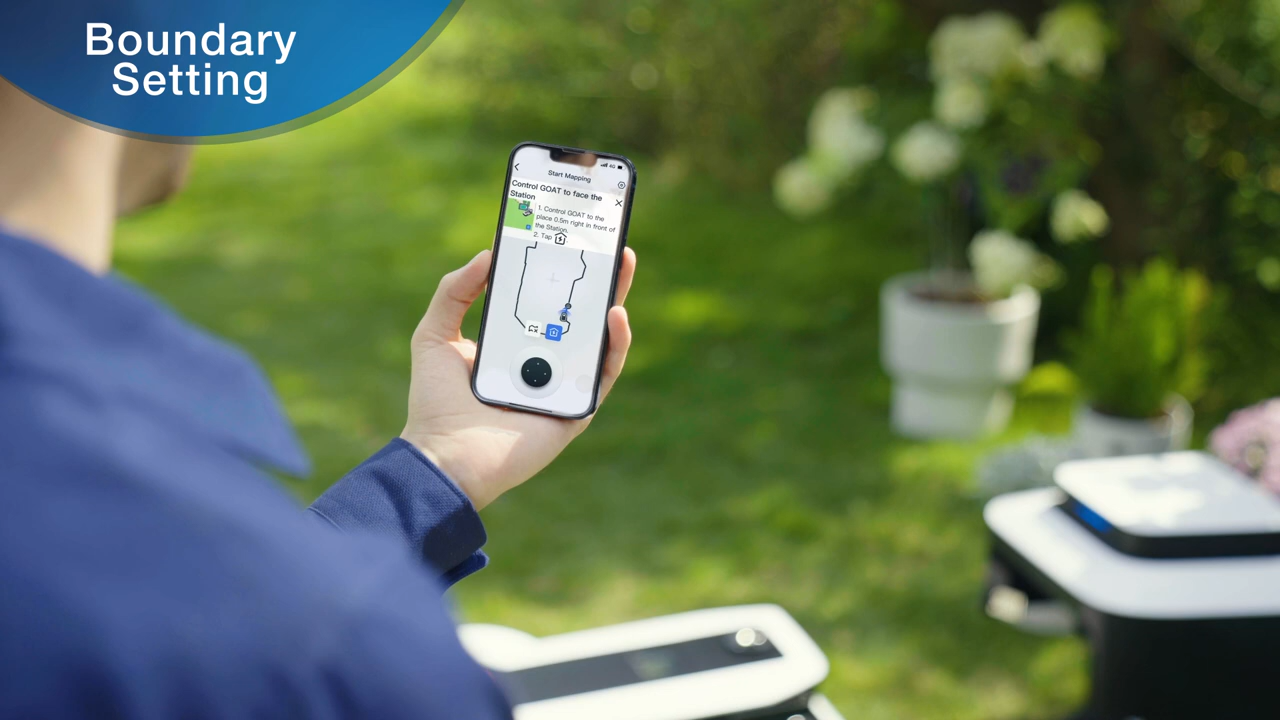 Boundary
Setting
4G
Start Mapping
Control GOAT to face the
Station
1. Control GOAT to the
place 0.5m right in front of
the Station.
2. Tap